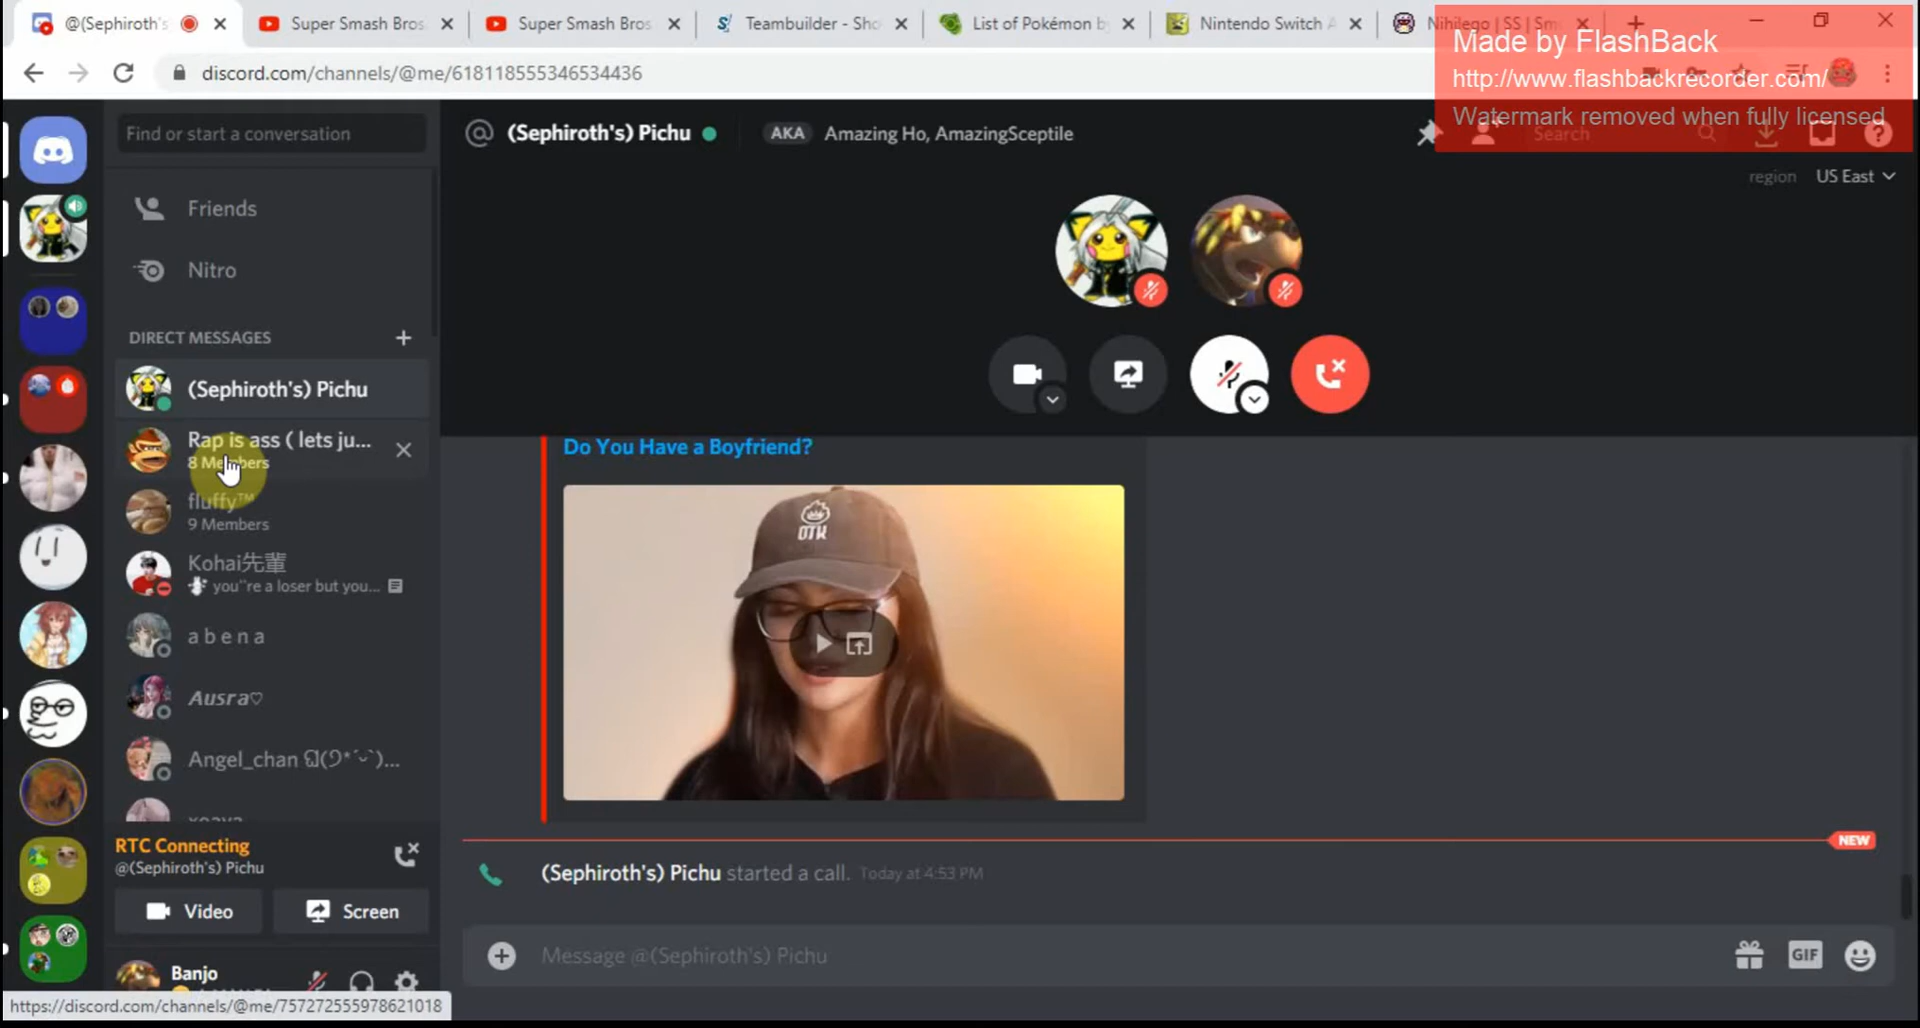 @(Sephiroth's
Super Smash Bros.
Super Smash Bros.
Teambuilder - Sho
List of Pokémon by
Nintendo Switch A
Nihilego | SS | Sm
Made by FlashBack
http://www.flashbackrecorder.com/
Watermark removed when fully licensed
discord.com/channels/@me/618118555346534436
Find or start a conversation
@ (Sephiroth's) Pichu
AKA
Amazing Ho, AmazingSceptile
Search
region
US East
Friends
Nitro
DIRECT MESSAGES
(Sephiroth's) Pichu
Rap is ass ( lets ju...
8 Members
fluffy™
9 Members
Kohai先輩
you"re a loser but you...
a b e n a
Ausra♡
Do You Have a Boyfriend?
OTK
RTC Connecting
@(Sephiroth's) Pichu
Video
Screen
NEW
(Sephiroth's) Pichu started a call. Today at 4:53 PM
Message @(Sephiroth's) Pichu
GIF
Banjo
https://discord.com/channels/@me/757272555978621018